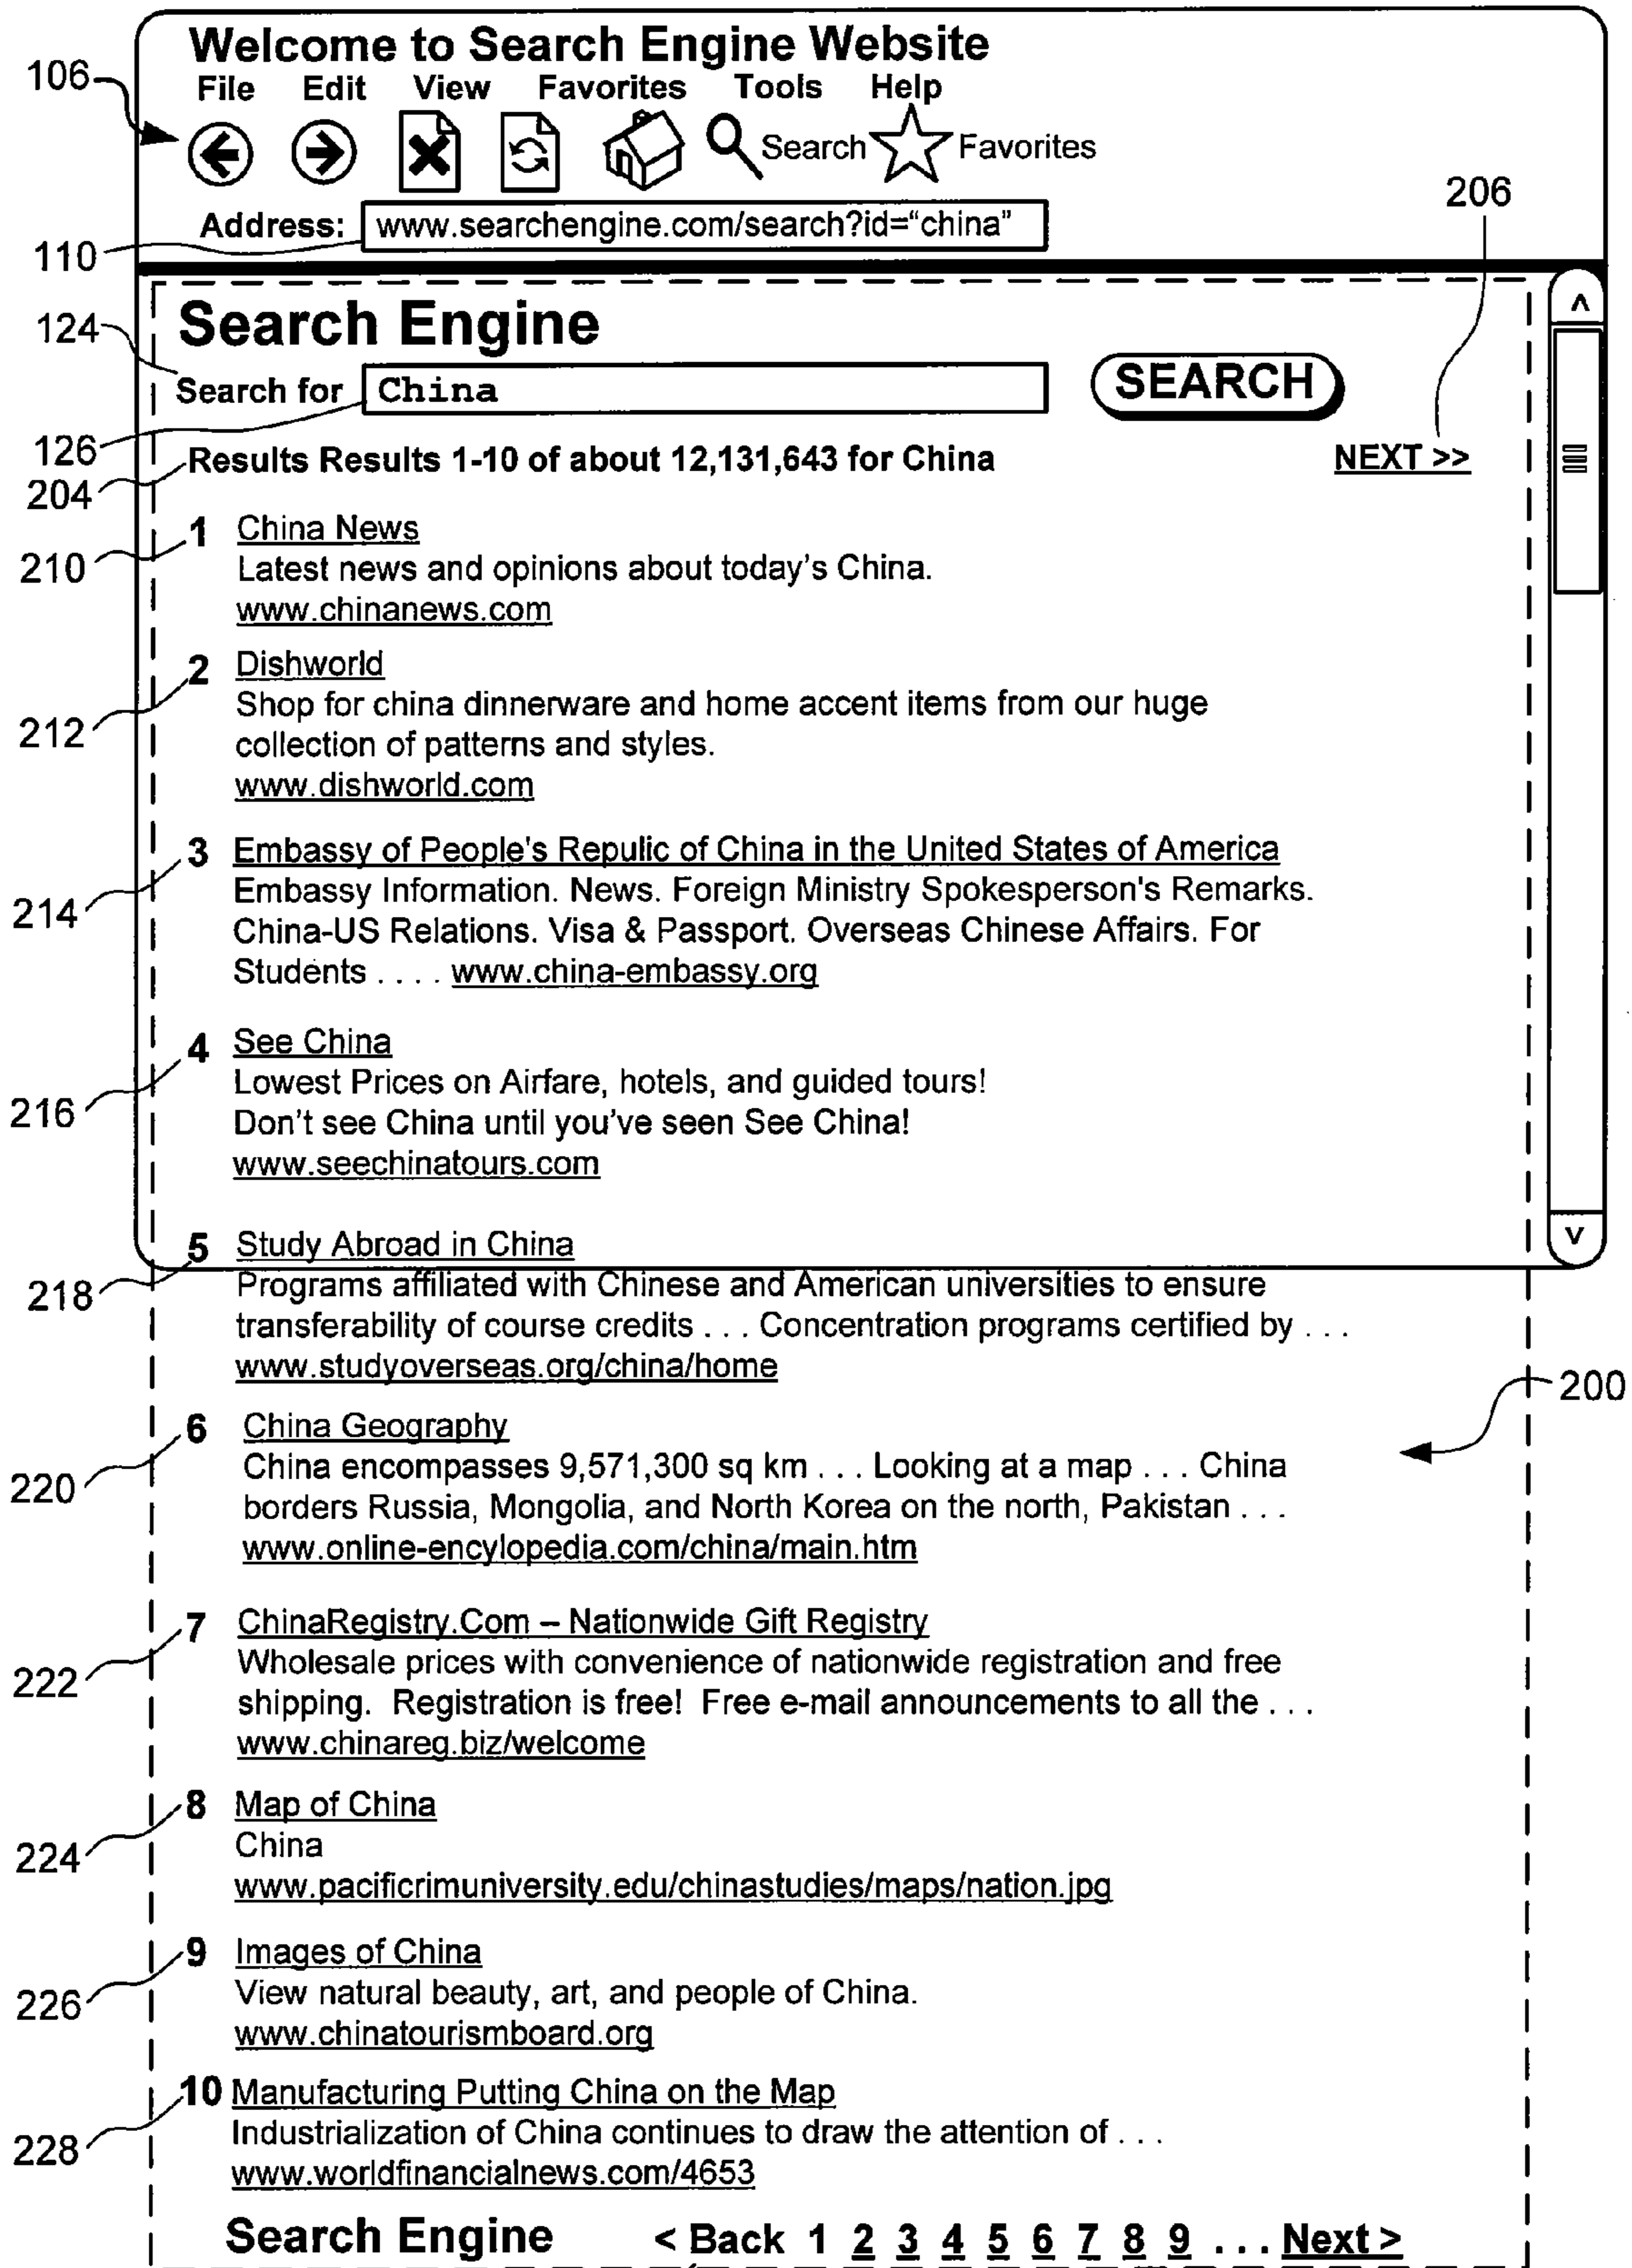 Welcome to Search Engine Website
106
File Edit View Favorites Tools Help
Search Favorites
206
Address: www.searchengine.com/search?id=“china”
110
Search Engine
124
Search for China SEARCH
126
Results Results 1-10 of about 12,131,643 for China NEXT >>
204
1 China News
210
Latest news and opinions about today's China.
www.chinanews.com
2 Dishworld
Shop for china dinnerware and home accent items from our huge
212
collection of patterns and styles.
www.dishworld.com
3 Embassy of People's Repulic of China in the United States of America
Embassy Information. News. Foreign Ministry Spokesperson's Remarks.
214
China-US Relations. Visa & Passport. Overseas Chinese Affairs. For
Students . . . . www.china-embassy.org
4 See China
Lowest Prices on Airfare, hotels, and guided tours!
216
Don't see China until you've seen See China!
www.seechinatours.com
5 Study Abroad in China
218
Programs affiliated with Chinese and American universities to ensure
transferability of course credits . . . Concentration programs certified by . . .
www.studyoverseas.org/china/home
200
6 China Geography
China encompasses 9,571,300 sq km . . . Looking at a map . . . China
220
borders Russia, Mongolia, and North Korea on the north, Pakistan . . .
www.online-encylopedia.com/china/main.htm
7 ChinaRegistry.Com – Nationwide Gift Registry
Wholesale prices with convenience of nationwide registration and free
222
shipping. Registration is free! Free e-mail announcements to all the . . .
www.chinareg.biz/welcome
8 Map of China
China
224
www.pacificrimuniversity.edu/chinastudies/maps/nation.jpg
9 Images of China
View natural beauty, art, and people of China.
226
www.chinatourismboard.org
10 Manufacturing Putting China on the Map
Industrialization of China continues to draw the attention of . . .
228
www.worldfinancialnews.com/4653
Search Engine < Back 1 2 3 4 5 6 7 8 9 . . . Next >